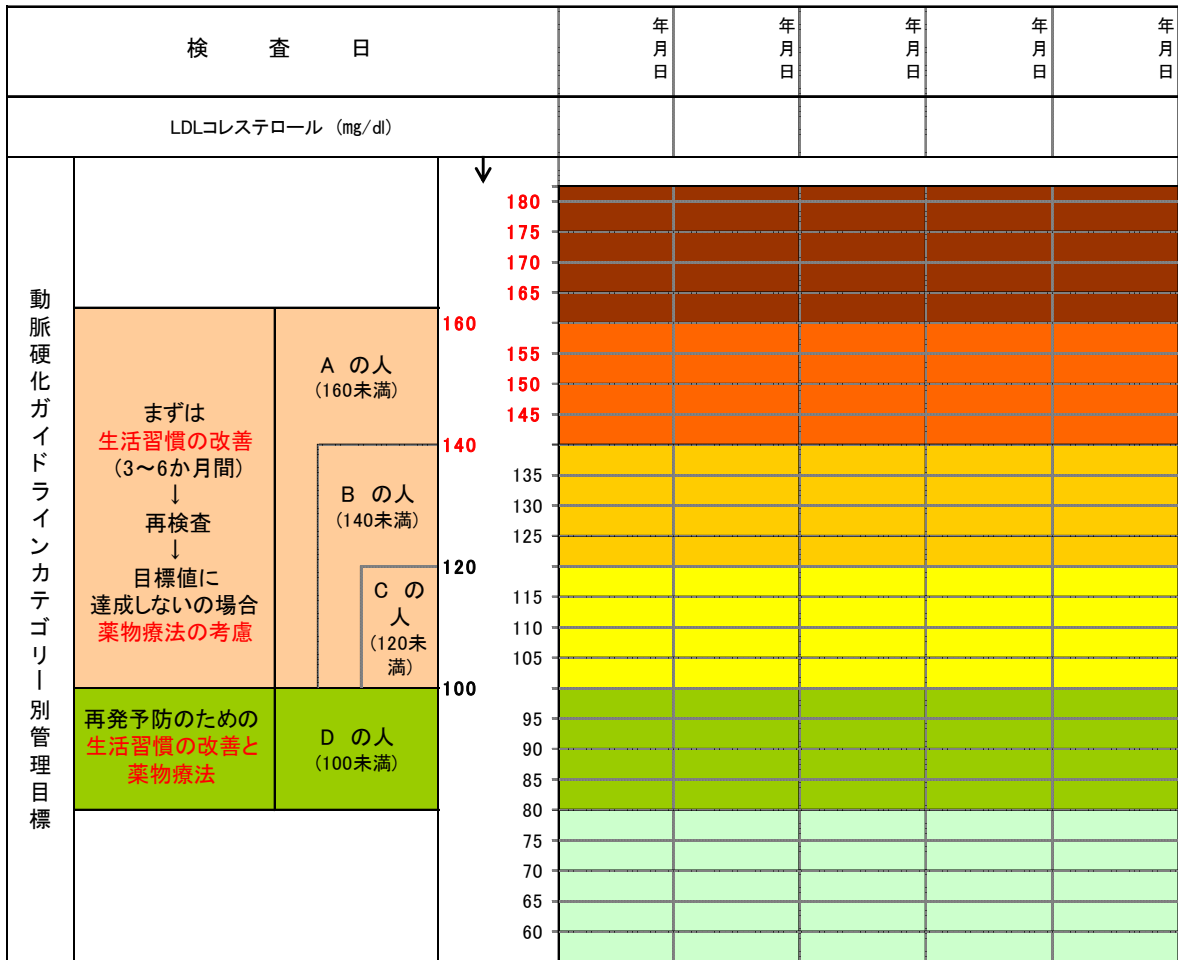 検 査 日
年 月 日
年 月 日
年 月 日
年 月 日
年 月 日
LDLコレステロール (mg/dl)
↓
動脈硬化ガイドラインカテゴリー別管理目標
まずは
生活習慣の改善
(3〜6か月間)
↓
再検査
↓
目標値に
達成しないの場合
薬物療法の考慮
A の人
(160未満)
B の人
(140未満)
C の
人
(120未
満)
再発予防のための
生活習慣の改善と
薬物療法
D の人
(100未満)
160
140
120
100
180
175
170
165
155
150
145
135
130
125
115
110
105
95
90
85
80
75
70
65
60